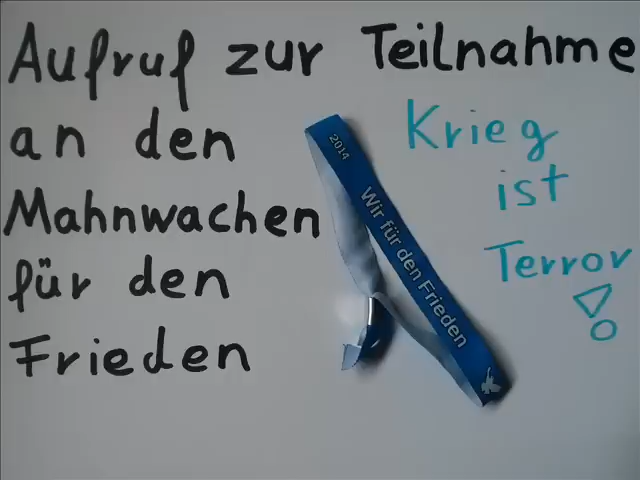 Aufruf zur Teilnahme
an den
Mahnwachen
für den
Frieden
Krieg
ist
Terror
!
2014
Wir für den Frieden